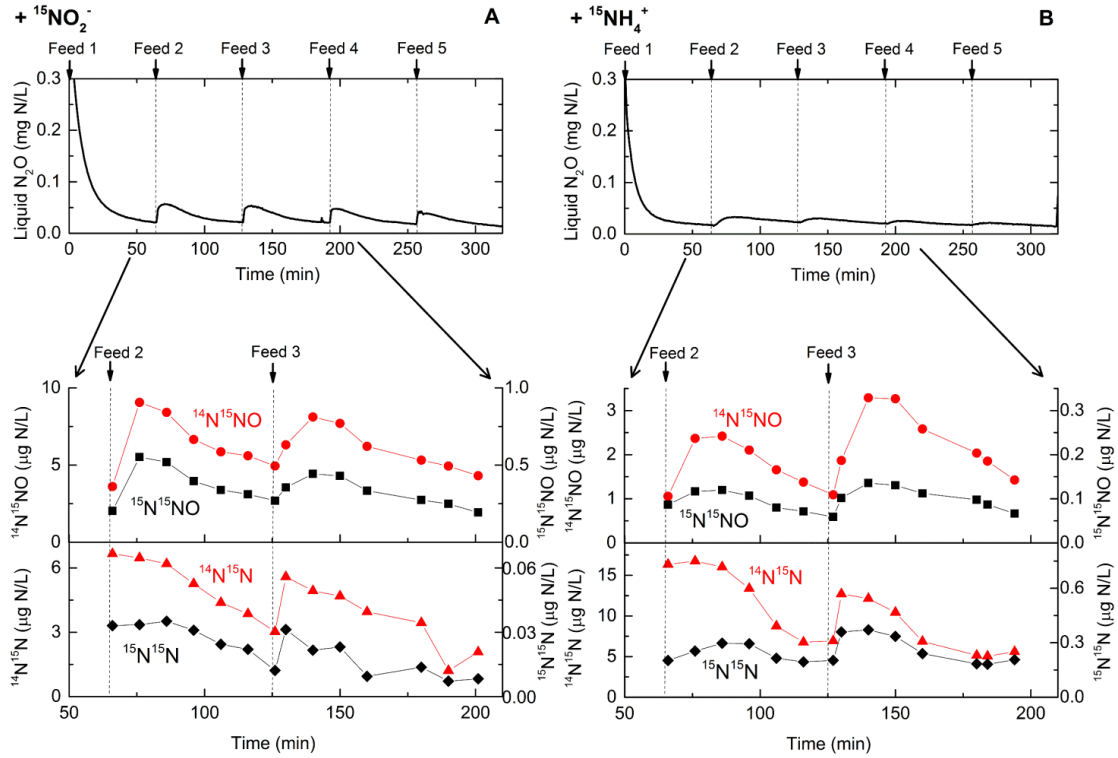 + ¹⁵NO₂⁻
A
Feed 1 Feed 2 Feed 3 Feed 4 Feed 5
Liquid N₂O (mg N/L)
0.3
0.2
0.1
0.0
0 50 100 150 200 250 300
Time (min)
Feed 2 Feed 3
¹⁴N¹⁵NO (µg N/L)
10
5
0
¹⁴N¹⁵NO
¹⁵N¹⁵NO
1.0
0.5
0.0
¹⁵N¹⁵NO (µg N/L)
¹⁴N¹⁵N (µg N/L)
6
3
0
¹⁴N¹⁵N
¹⁵N¹⁵N
0.06
0.03
0.00
¹⁵N¹⁵N (µg N/L)
50 100 150 200
Time (min)
+ ¹⁵NH₄⁺
B
Feed 1 Feed 2 Feed 3 Feed 4 Feed 5
Liquid N₂O (mg N/L)
0.3
0.2
0.1
0.0
0 50 100 150 200 250 300
Time (min)
Feed 2 Feed 3
¹⁴N¹⁵NO (µg N/L)
3
2
1
0
¹⁴N¹⁵NO
¹⁵N¹⁵NO
0.3
0.2
0.1
0.0
¹⁵N¹⁵NO (µg N/L)
¹⁴N¹⁵N (µg N/L)
15
10
5
0
¹⁴N¹⁵N
¹⁵N¹⁵N
0.6
0.3
0.0
¹⁵N¹⁵N (µg N/L)
50 100 150 200
Time (min)